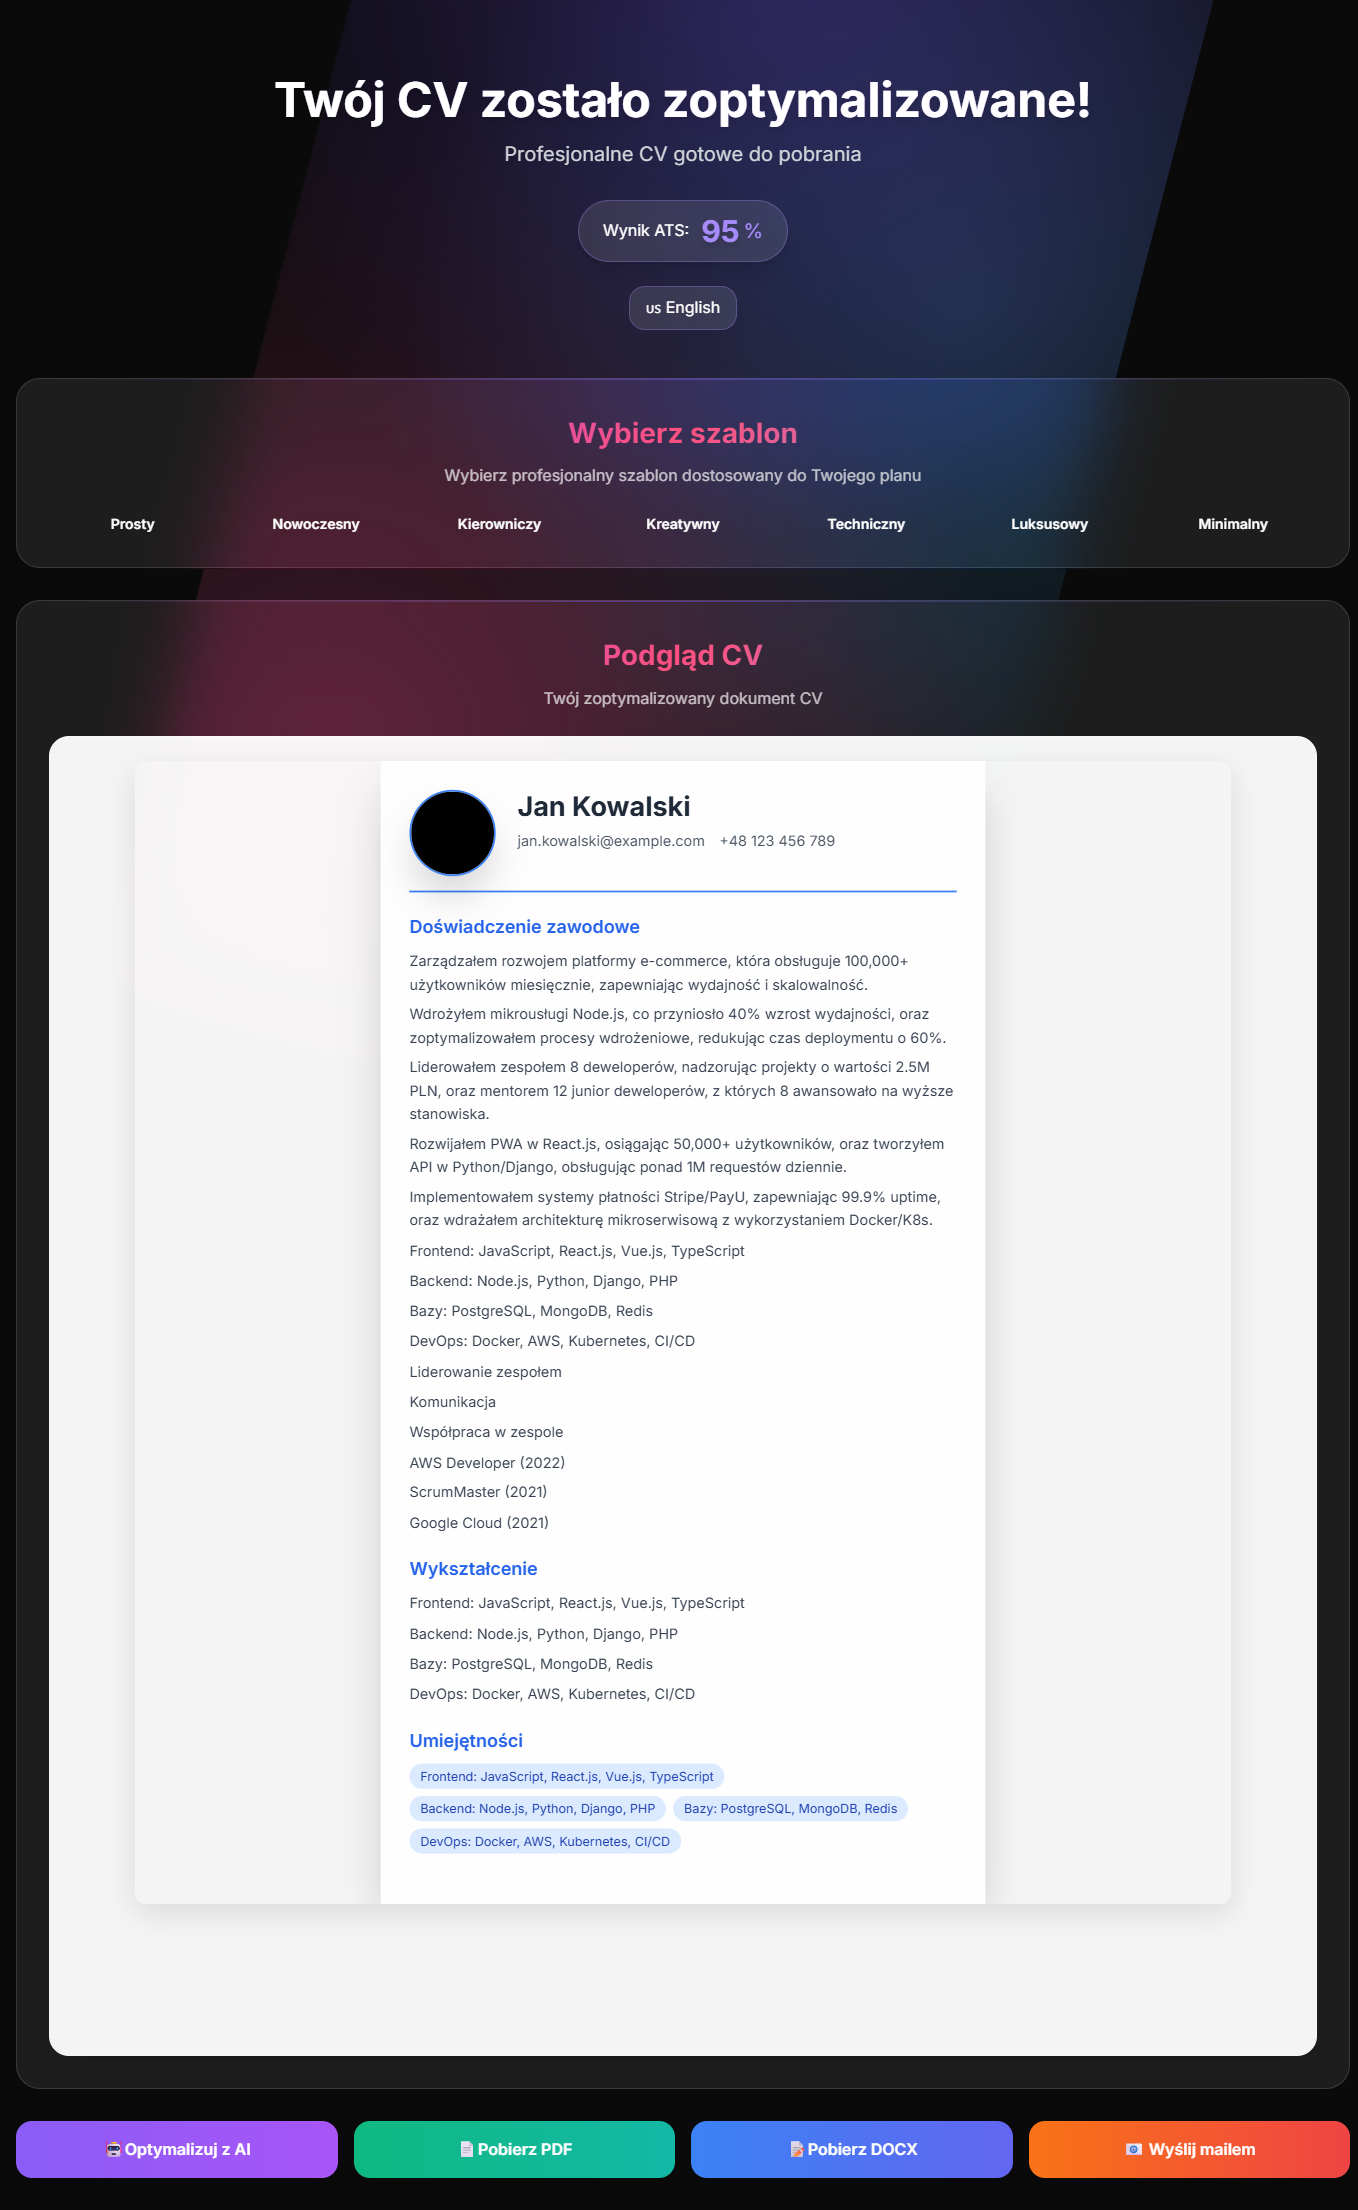 Twój CV zostało zoptymalizowane!
Profesjonalne CV gotowe do pobrania
Wynik ATS: 95 %
US English
Wybierz szablon
Wybierz profesjonalny szablon dostosowany do Twojego planu
Prosty Nowoczesny Kierowniczy Kreatywny Techniczny Luksusowy Minimalny
Podgląd CV
Twój zoptymalizowany dokument CV
Jan Kowalski
jan.kowalski@example.com +48 123 456 789
Doświadczenie zawodowe
Zarządzałem rozwojem platformy e-commerce, która obsługuje 100,000+
użytkowników miesięcznie, zapewniając wydajność i skalowalność.
Wdrożyłem mikrousługi Node.js, co przyniosło 40% wzrost wydajności, oraz
zoptymalizowałem procesy wdrożeniowe, redukując czas deploymentu o 60%.
Liderowałem zespołem 8 deweloperów, nadzorując projekty o wartości 2.5M
PLN, oraz mentorem 12 junior deweloperów, z których 8 awansowało na wyższe
stanowiska.
Rozwijałem PWA w React.js, osiągając 50,000+ użytkowników, oraz tworzyłem
API w Python/Django, obsługując ponad 1M requestów dziennie.
Implementowałem systemy płatności Stripe/PayU, zapewniając 99.9% uptime,
oraz wdrażałem architekturę mikroserwisową z wykorzystaniem Docker/K8s.
Frontend: JavaScript, React.js, Vue.js, TypeScript
Backend: Node.js, Python, Django, PHP
Bazy: PostgreSQL, MongoDB, Redis
DevOps: Docker, AWS, Kubernetes, CI/CD
Liderowanie zespołem
Komunikacja
Współpraca w zespole
AWS Developer (2022)
ScrumMaster (2021)
Google Cloud (2021)
Wykształcenie
Frontend: JavaScript, React.js, Vue.js, TypeScript
Backend: Node.js, Python, Django, PHP
Bazy: PostgreSQL, MongoDB, Redis
DevOps: Docker, AWS, Kubernetes, CI/CD
Umiejętności
Frontend: JavaScript, React.js, Vue.js, TypeScript
Backend: Node.js, Python, Django, PHP Bazy: PostgreSQL, MongoDB, Redis
DevOps: Docker, AWS, Kubernetes, CI/CD
Optymalizuj z AI Pobierz PDF Pobierz DOCX Wyślij mailem